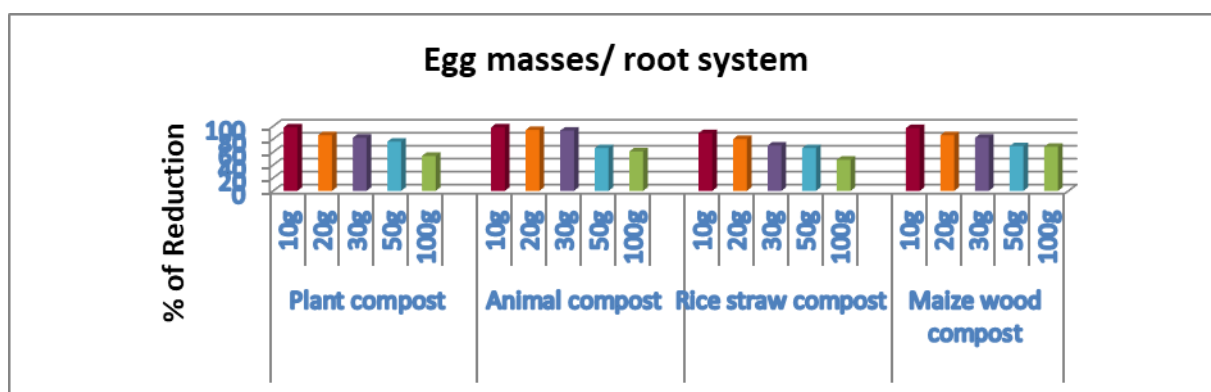 Egg masses/ root system
% of Reduction
100
20
0
10g 20g 30g 50g 100g 10g 20g 30g 50g 100g 10g 20g 30g 50g 100g 10g 20g 30g 50g 100g
Plant compost Animal compost Rice straw compost Maize wood
compost